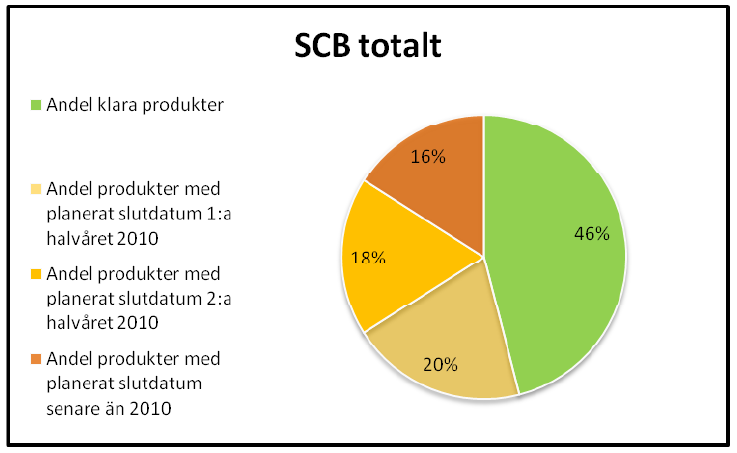 SCB totalt
Andel klara produkter
Andel produkter med
planerat slutdatum 1:a
halvåret 2010
Andel produkter med
planerat slutdatum 2:a
halvåret 2010
Andel produkter med
planerat slutdatum
senare än 2010
16%
46%
18%
20%